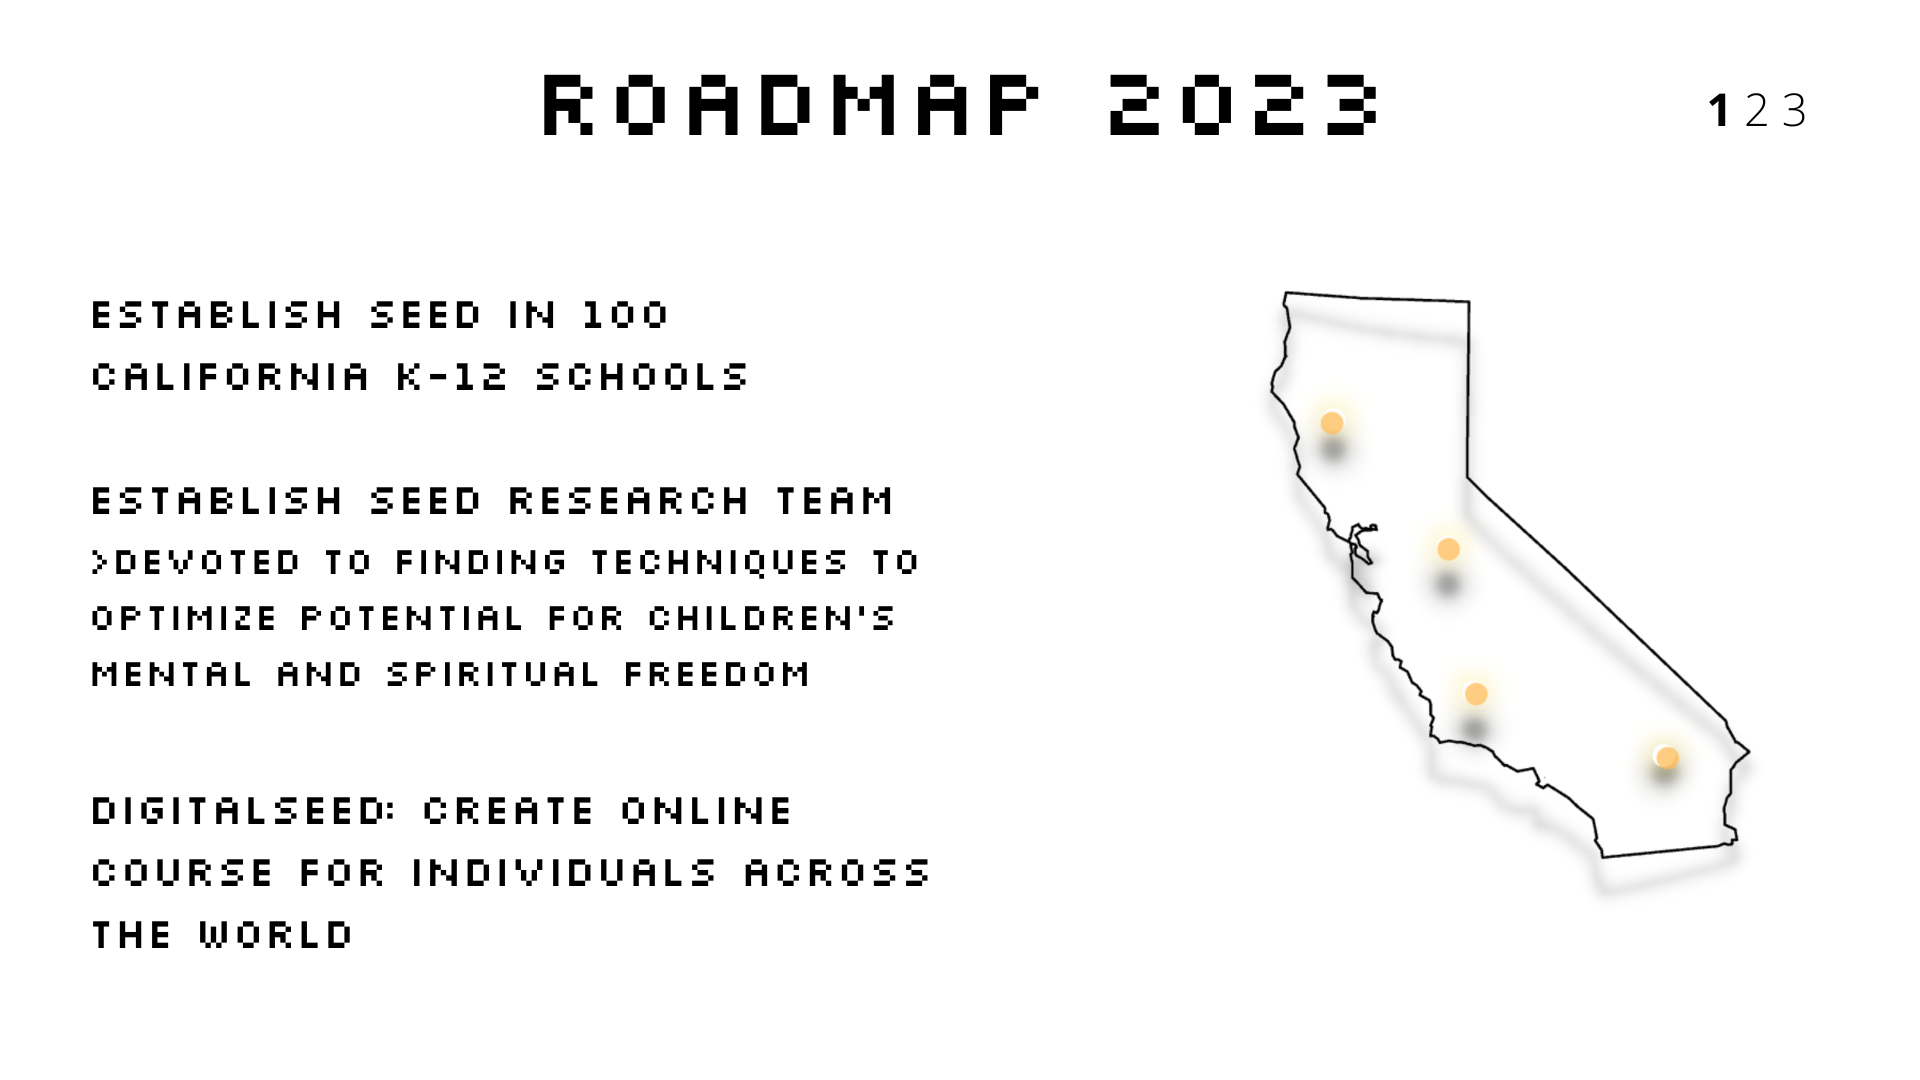 ROADMAP 2023
1 2 3
ESTABLISH SEED IN 100
CALIFORNIA K-12 SCHOOLS
ESTABLISH SEED RESEARCH TEAM
>DEVOTED TO FINDING TECHNIQUES TO
OPTIMIZE POTENTIAL FOR CHILDREN'S
MENTAL AND SPIRITUAL FREEDOM
DIGITALSEED: CREATE ONLINE
COURSE FOR INDIVIDUALS ACROSS
THE WORLD